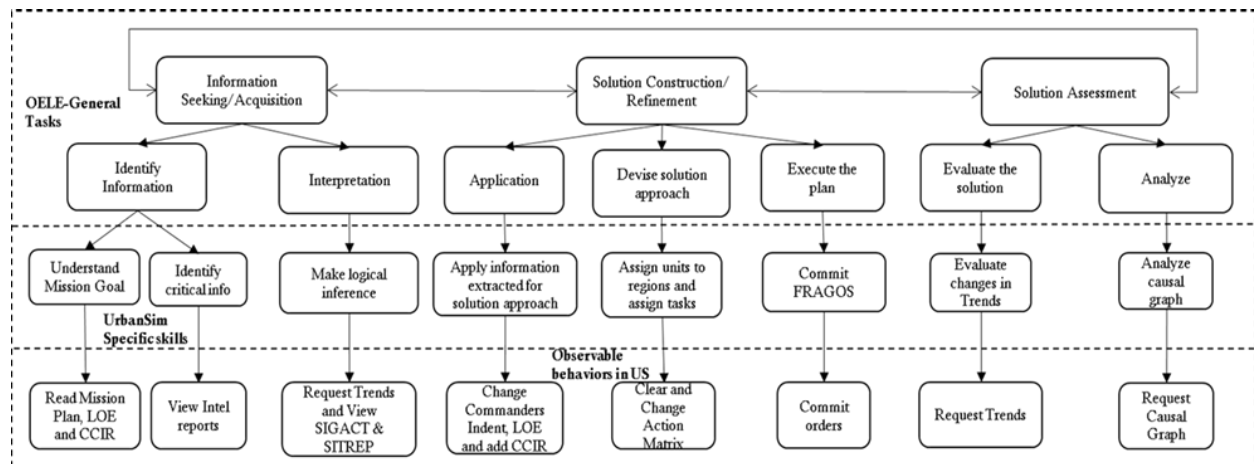 Information
Seeking/Acquisition
Solution Construction/
Refinement
Solution Assessment
OELE-General
Tasks
Identify
Information
Interpretation
Application
Devise solution
approach
Execute the
plan
Evaluate the
solution
Analyze
Understand
Mission Goal
Identify
critical info
Make logical
inference
Apply information
extracted for
solution approach
Assign units to
regions and
assign tasks
Commit
FRAGOS
Evaluate
changes in
Trends
Analyze
causal
graph
UrbanSim
Specific skills
Observable
behaviors in US
Read Mission
Plan, LOE
and CCIR
View Intel
reports
Request Trends
and View
SIGACT &
SITREP
Change
Commanders
Indent, LOE
and add CCIR
Clear and
Change
Action
Matrix
Commit
orders
Request Trends
Request
Causal
Graph